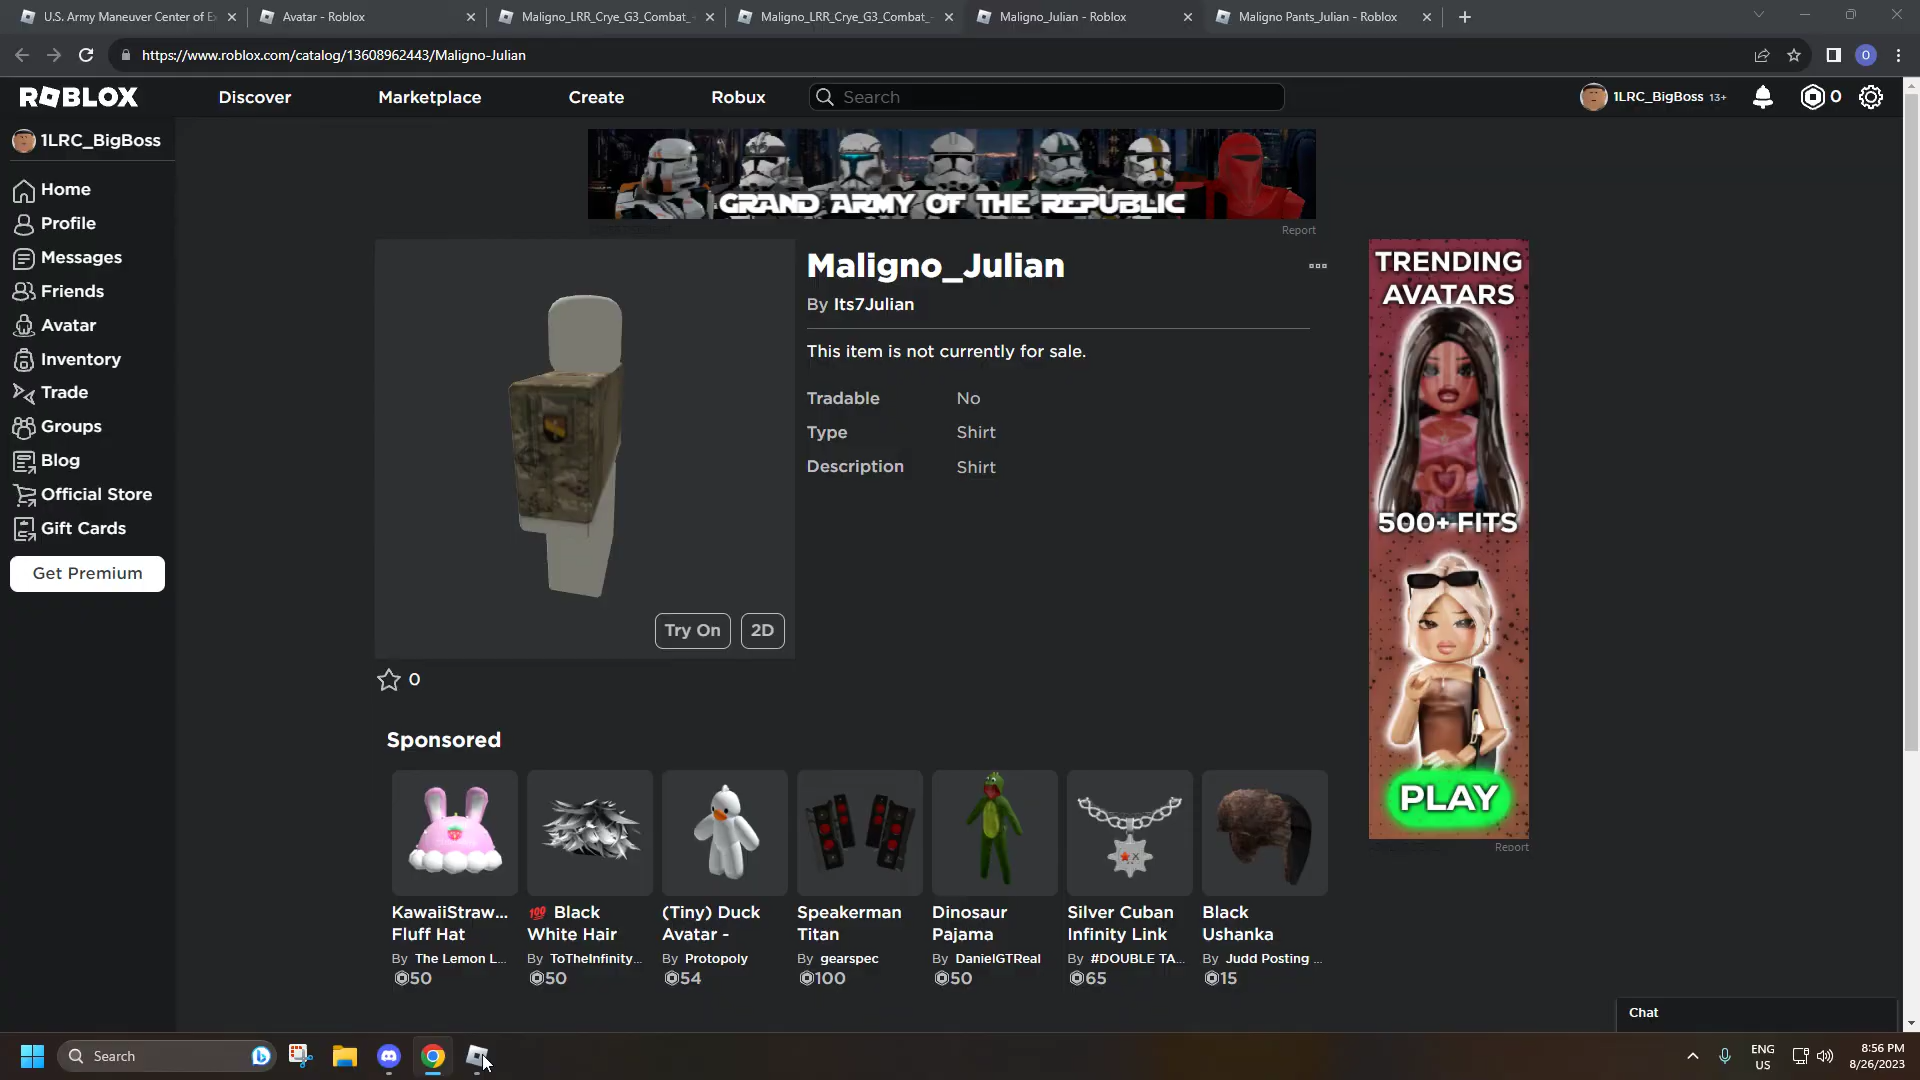 U.S. Army Maneuver Center of E
Avatar - Roblox
Maligno_LRR_Crye_G3_Combat_
Maligno_LRR_Crye_G3_Combat_
Maligno_Julian - Roblox
Maligno Pants_Julian - Roblox
https://www.roblox.com/catalog/13608962443/Maligno-Julian
O
ROBLOX
Discover
Marketplace
Create
Robux
Search
1LRC_BigBoss 13+
0
1LRC_BigBoss
Home
Profile
Messages
Friends
Avatar
Inventory
Trade
Groups
Blog
Official Store
Gift Cards
Get Premium
GRAND ARMY OF THE REPUBLIC
Report
Maligno_Julian
By Its7Julian
This item is not currently for sale.
Tradable No
Type Shirt
Description Shirt
Try On
2D
0
TRENDING
AVATARS
500+ FITS
PLAY
Report
Sponsored
KawaiiStraw...
Fluff Hat
By The Lemon L...
50
💯 Black
White Hair
By ToTheInfinity...
50
(Tiny) Duck
Avatar -
By Protopoly
54
Speakerman
Titan
By gearspec
100
Dinosaur
Pajama
By DanielGTReal
50
Silver Cuban
Infinity Link
By #DOUBLE TA...
65
Black
Ushanka
By Judd Posting ...
15
Chat
Search
ENG
US
8:56 PM
8/26/2023